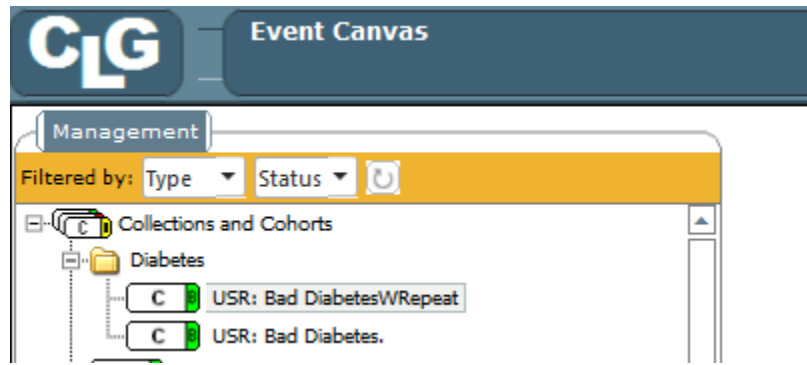 CLG
Event Canvas
Management
Filtered by: Type Status
C Collections and Cohorts
Diabetes
C B USR: Bad DiabetesWRepeat
C B USR: Bad Diabetes.